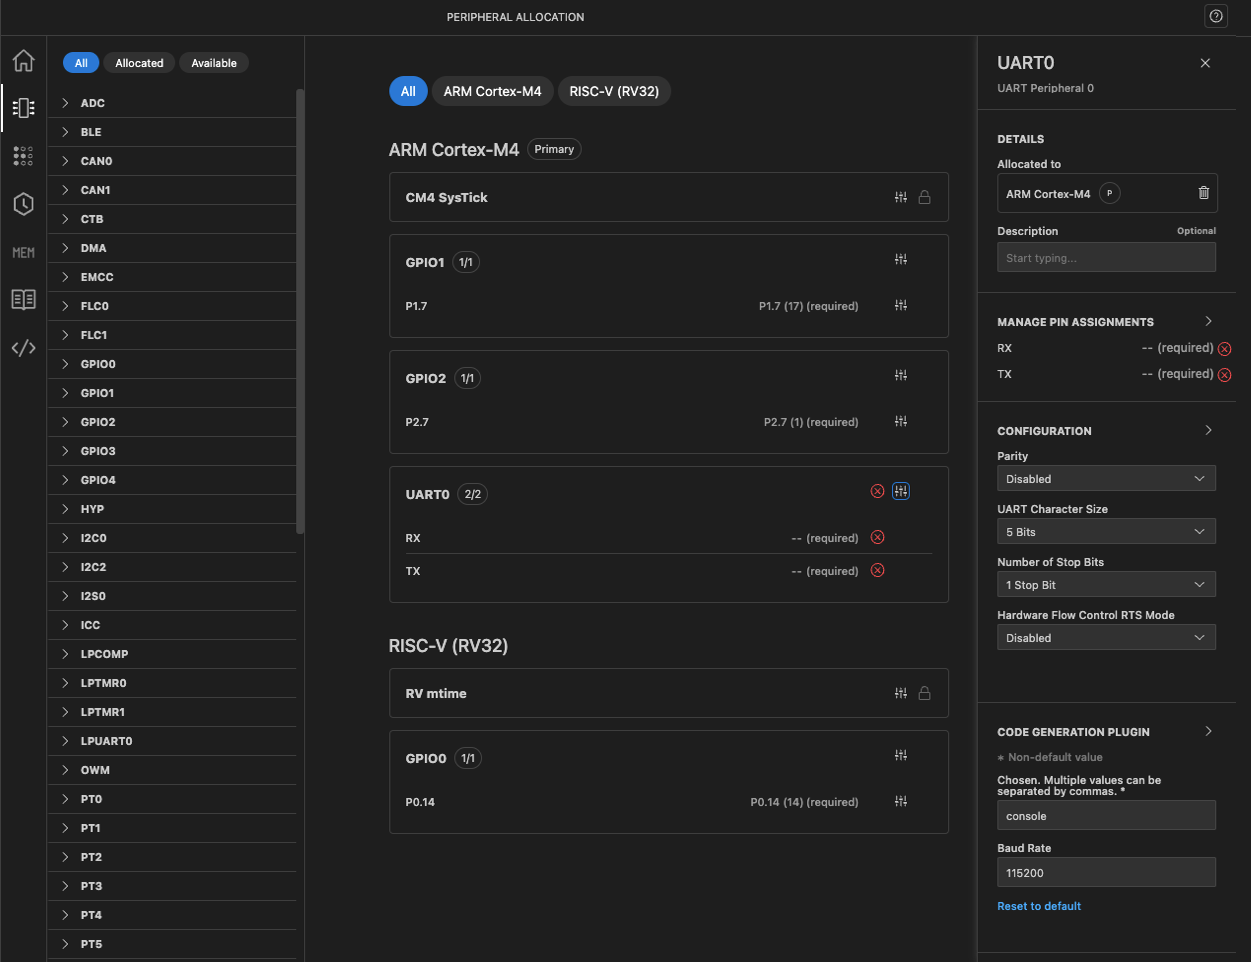 PERIPHERAL ALLOCATION
All Allocated Available
ADC
BLE
CAN0
CAN1
CTB
DMA
EMCC
FLC0
FLC1
GPIO0
GPIO1
GPIO2
GPIO3
GPIO4
HYP
I2C0
I2C2
I2S0
ICC
LPCOMP
LPTMR0
LPTMR1
LPUART0
OWM
PT0
PT1
PT2
PT3
PT4
PT5
MEM
All ARM Cortex-M4 RISC-V (RV32)
ARM Cortex-M4 Primary
CM4 SysTick
GPIO1 1/1
P1.7 P1.7 (17) (required)
GPIO2 1/1
P2.7 P2.7 (1) (required)
UART0 2/2
RX -- (required)
TX -- (required)
RISC-V (RV32)
RV mtime
GPIO0 1/1
P0.14 P0.14 (14) (required)
UART0
UART Peripheral 0
DETAILS
Allocated to
ARM Cortex-M4 P
Description Optional
Start typing...
MANAGE PIN ASSIGNMENTS
RX -- (required)
TX -- (required)
CONFIGURATION
Parity
Disabled
UART Character Size
5 Bits
Number of Stop Bits
1 Stop Bit
Hardware Flow Control RTS Mode
Disabled
CODE GENERATION PLUGIN
* Non-default value
Chosen. Multiple values can be
separated by commas. *
console
Baud Rate
115200
Reset to default